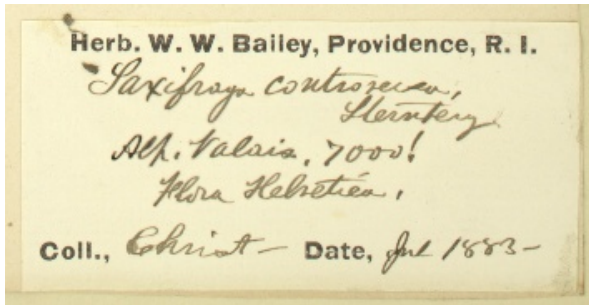 Herb. W. W. Bailey, Providence, R. I.
Saxifraga controversa,
Sternberg
Alp. Valais, 7000!
Flora Helvetica.
Coll., Christ — Date, Jul 1883 —